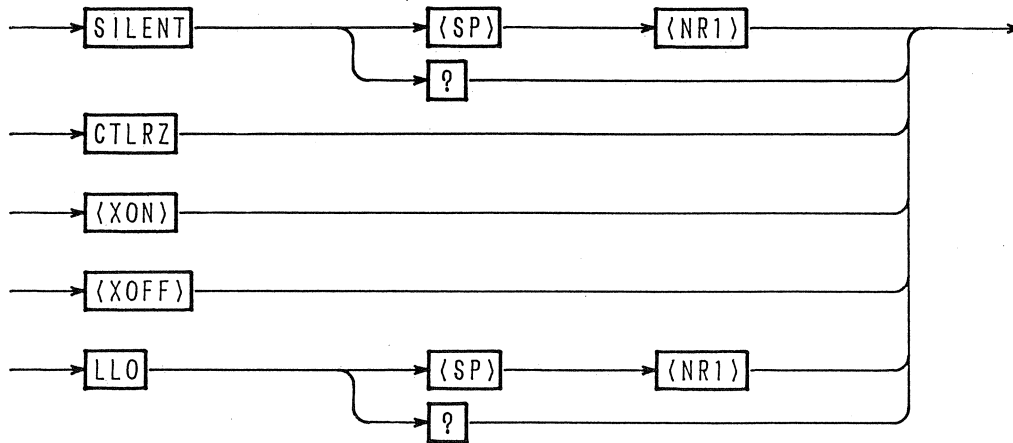 SILENT <SP> <NR1>
?
CTLRZ
<XON>
<XOFF>
LLO <SP> <NR1>
?